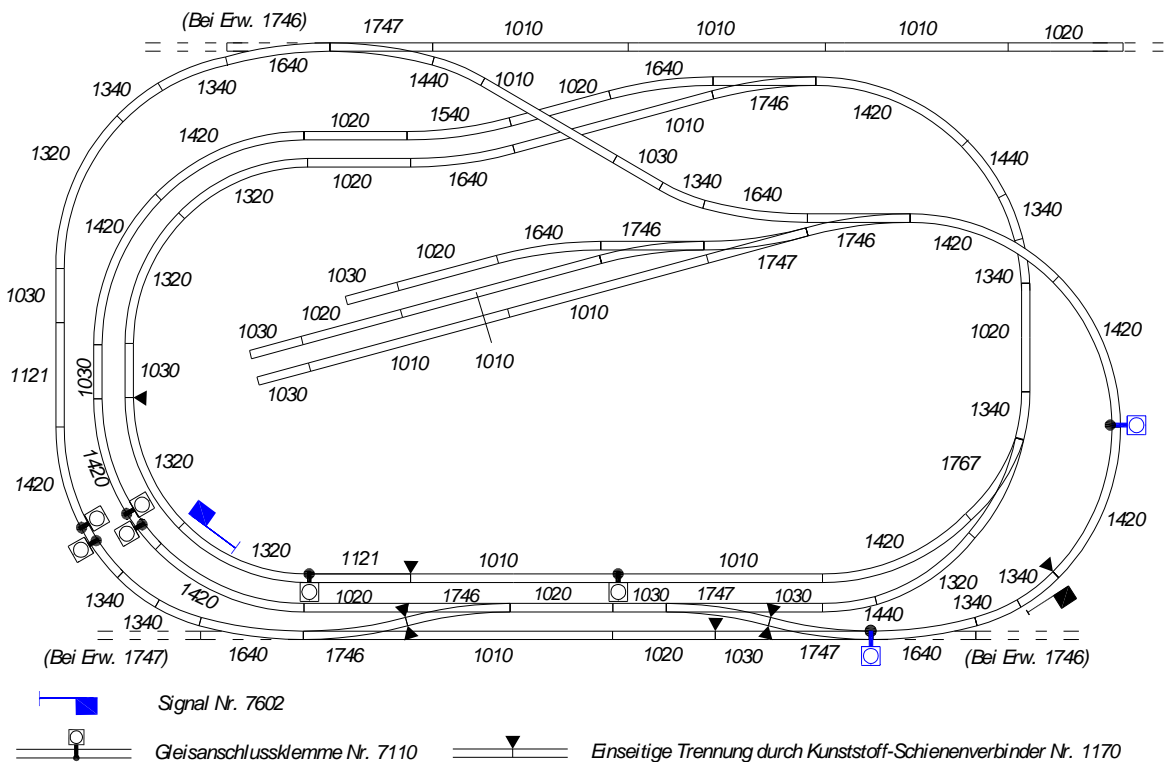 (Bei Erw. 1746) 1747 1010 1010 1010 1020
1340 1340 1640 1440 1010 1020 1640 1746 1420
1320 1420 1020 1540 1010 1440
1320 1020 1640 1030 1340 1640 1340
1420 1320 1640 1746 1747 1746 1420
1030 1020 1030 1340 1420
1030 1020 1010 1020
1121 1030 1030 1030 1010 1010 1340
1420 1420 1320 1767 1420
1320 1121 1010 1010 1420
1340 1420 1020 1746 1020 1030 1747 1030 1320 1340
1340 1440 1340
(Bei Erw. 1747) 1640 1746 1010 1020 1030 1747 1640 (Bei Erw. 1746)
Signal Nr. 7602
Gleisanschlussklemme Nr. 7110 Einseitige Trennung durch Kunststoff-Schienenverbinder Nr. 1170